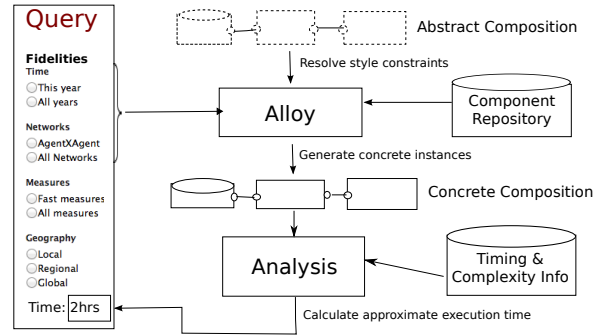 Query
Fidelities
Time
This year
All years
Networks
AgentXAgent
All Networks
Measures
Fast measures
All measures
Geography
Local
Regional
Global
Time: 2hrs
Abstract Composition
Resolve style constraints
Alloy
Component
Repository
Generate concrete instances
Concrete Composition
Analysis
Timing &
Complexity Info
Calculate approximate execution time